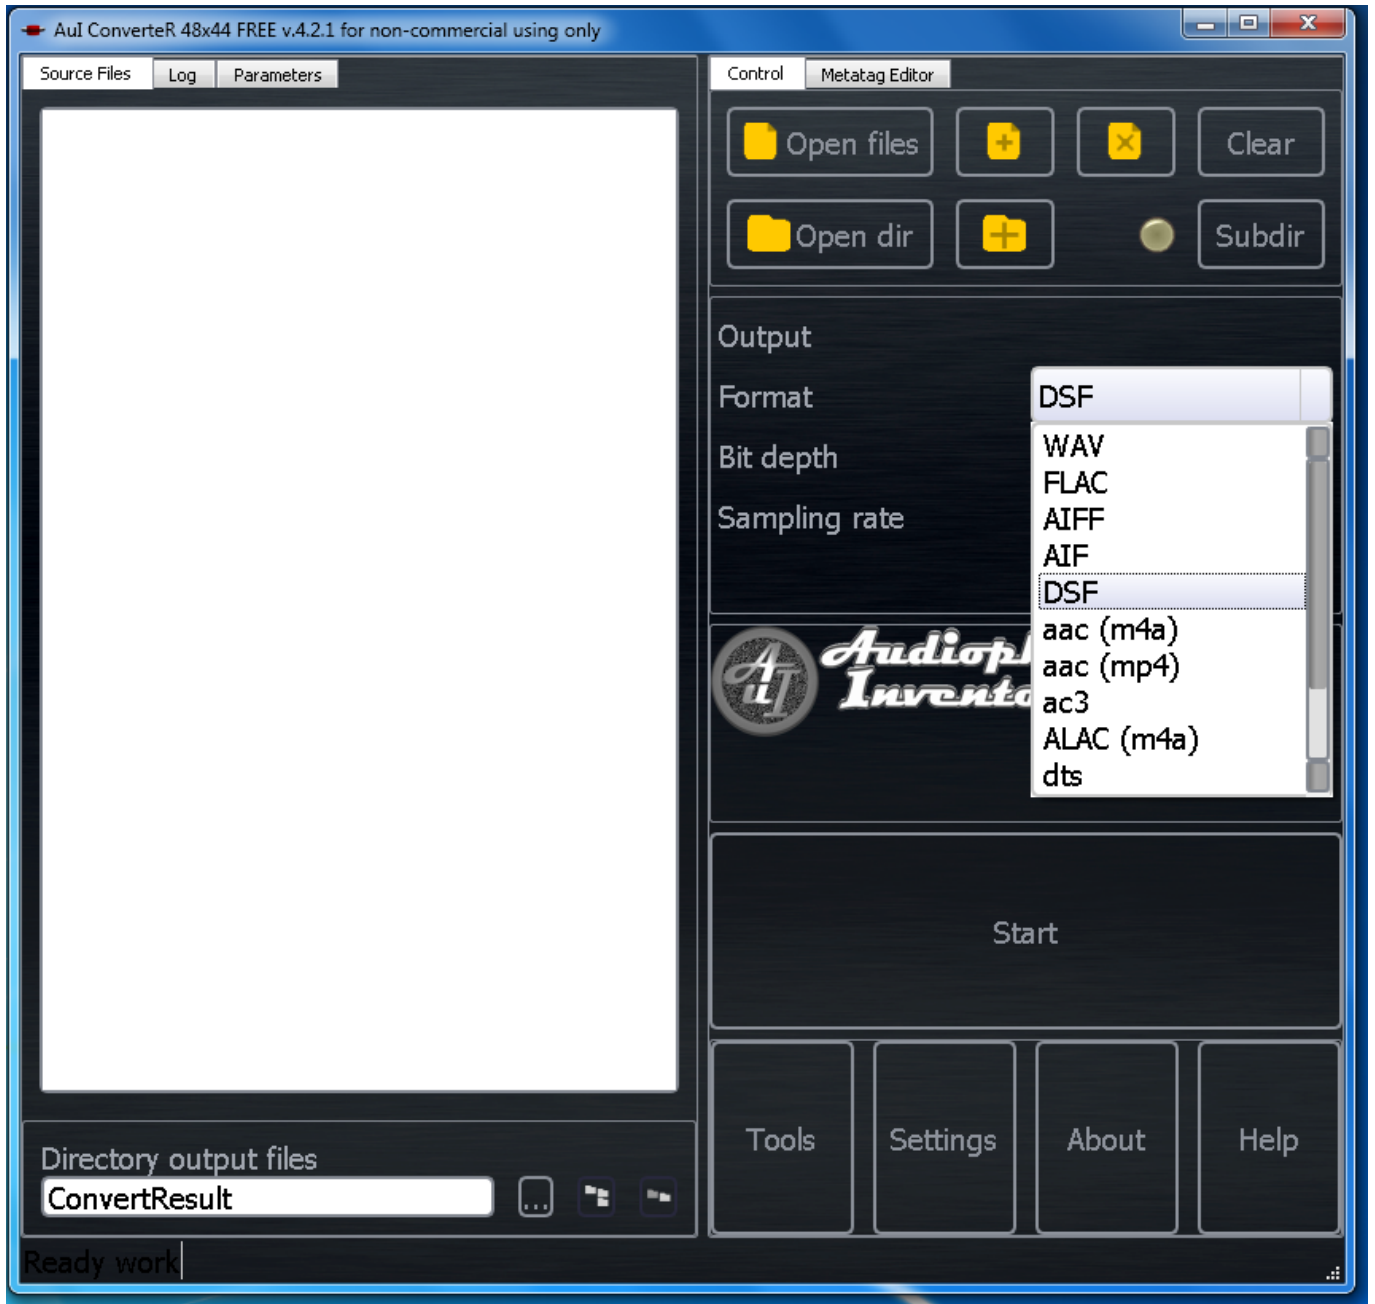 AuI ConverteR 48x44 FREE v.4.2.1 for non-commercial using only
Source Files
Log
Parameters
Control
Metatag Editor
Open files
Clear
Open dir
Subdir
Output
Format
DSF
Bit depth
Sampling rate
WAV
FLAC
AIFF
AIF
DSF
aac (m4a)
aac (mp4)
ac3
ALAC (m4a)
dts
AuI
Start
Tools
Settings
About
Help
Directory output files
ConvertResult
...
Ready work